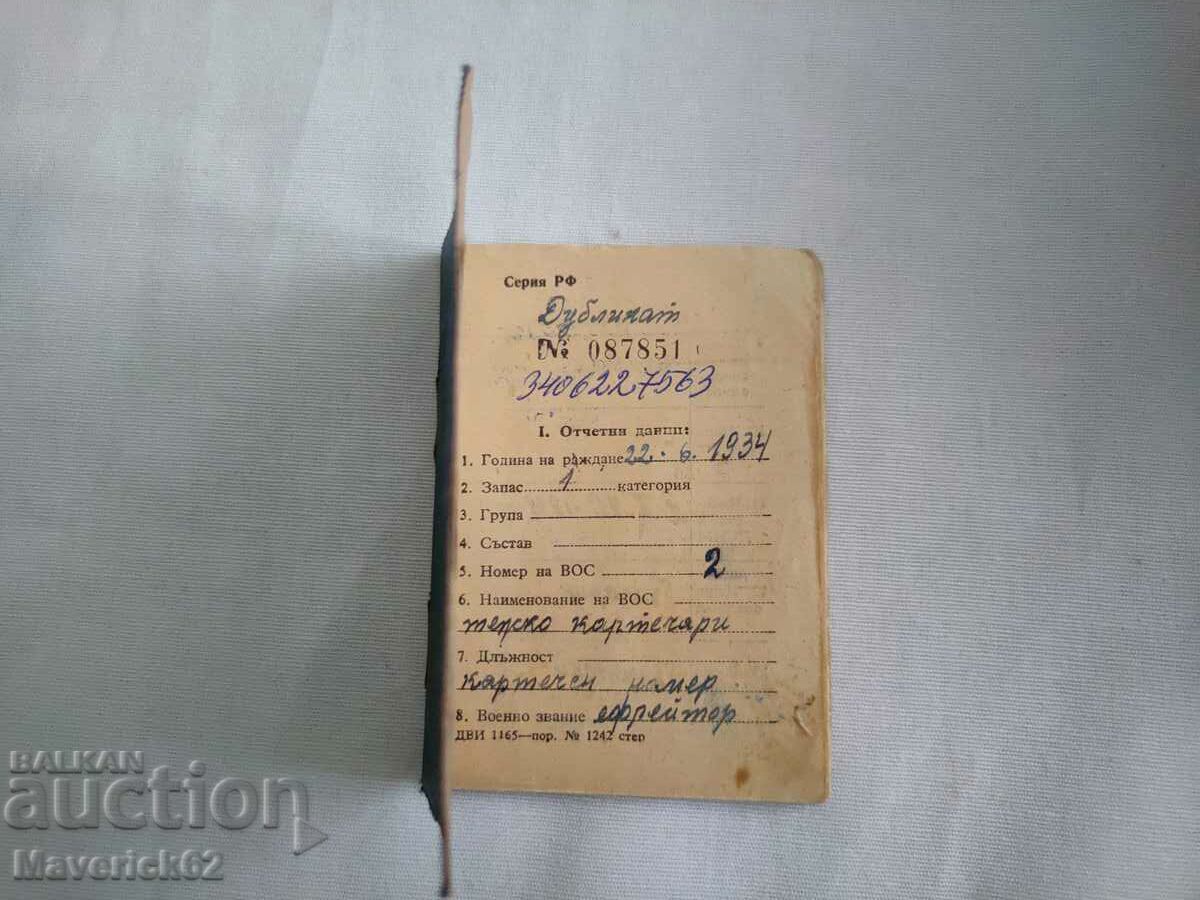 Серия РФ
Дубликат
№ 087851
3406227563
I. Отчетни данни:
1. Година на раждане 22. 6. 1934
2. Запас 1 категория
3. Група
4. Състав
5. Номер на ВОС 2
6. Наименование на ВОС
тежко картечари
7. Длъжност
картечен номер
8. Военно звание ефрейтор
ДВИ 1165—пор. № 1242 стер
BALKAN
auction
Maverick62